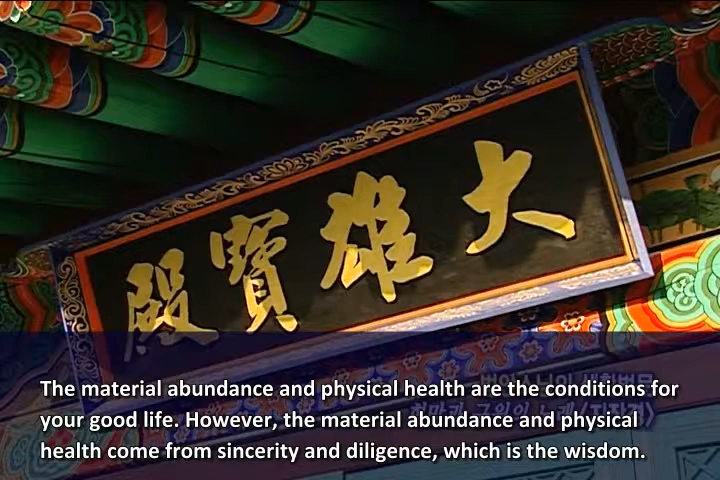 大雄寶殿
The material abundance and physical health are the conditions for
your good life. However, the material abundance and physical
health come from sincerity and diligence, which is the wisdom.